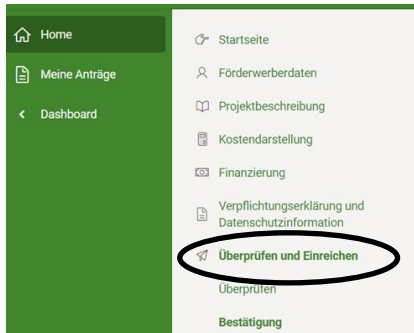 Home
Meine Anträge
Dashboard
Startseite
Förderwerberdaten
Projektbeschreibung
Kostendarstellung
Finanzierung
Verpflichtungserklärung und
Datenschutzinformation
Überprüfen und Einreichen
Überprüfen
Bestätigung